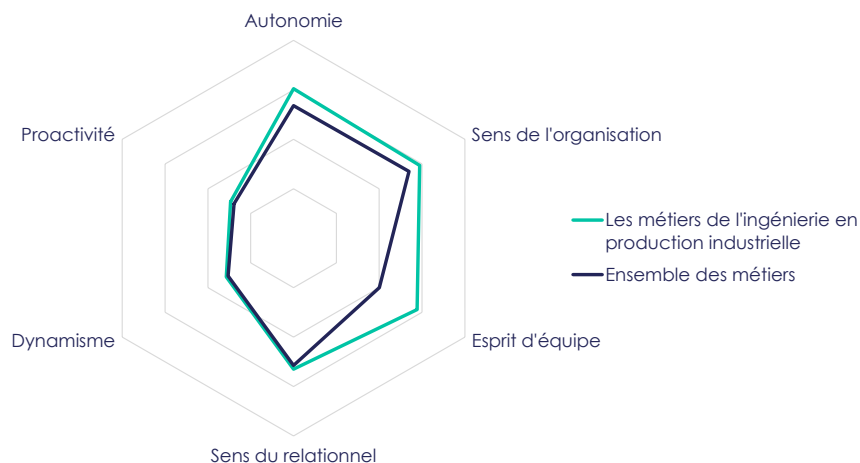 Autonomie
Proactivité
Sens de l'organisation
Les métiers de l'ingénierie en
production industrielle
Ensemble des métiers
Dynamisme
Esprit d'équipe
Sens du relationnel